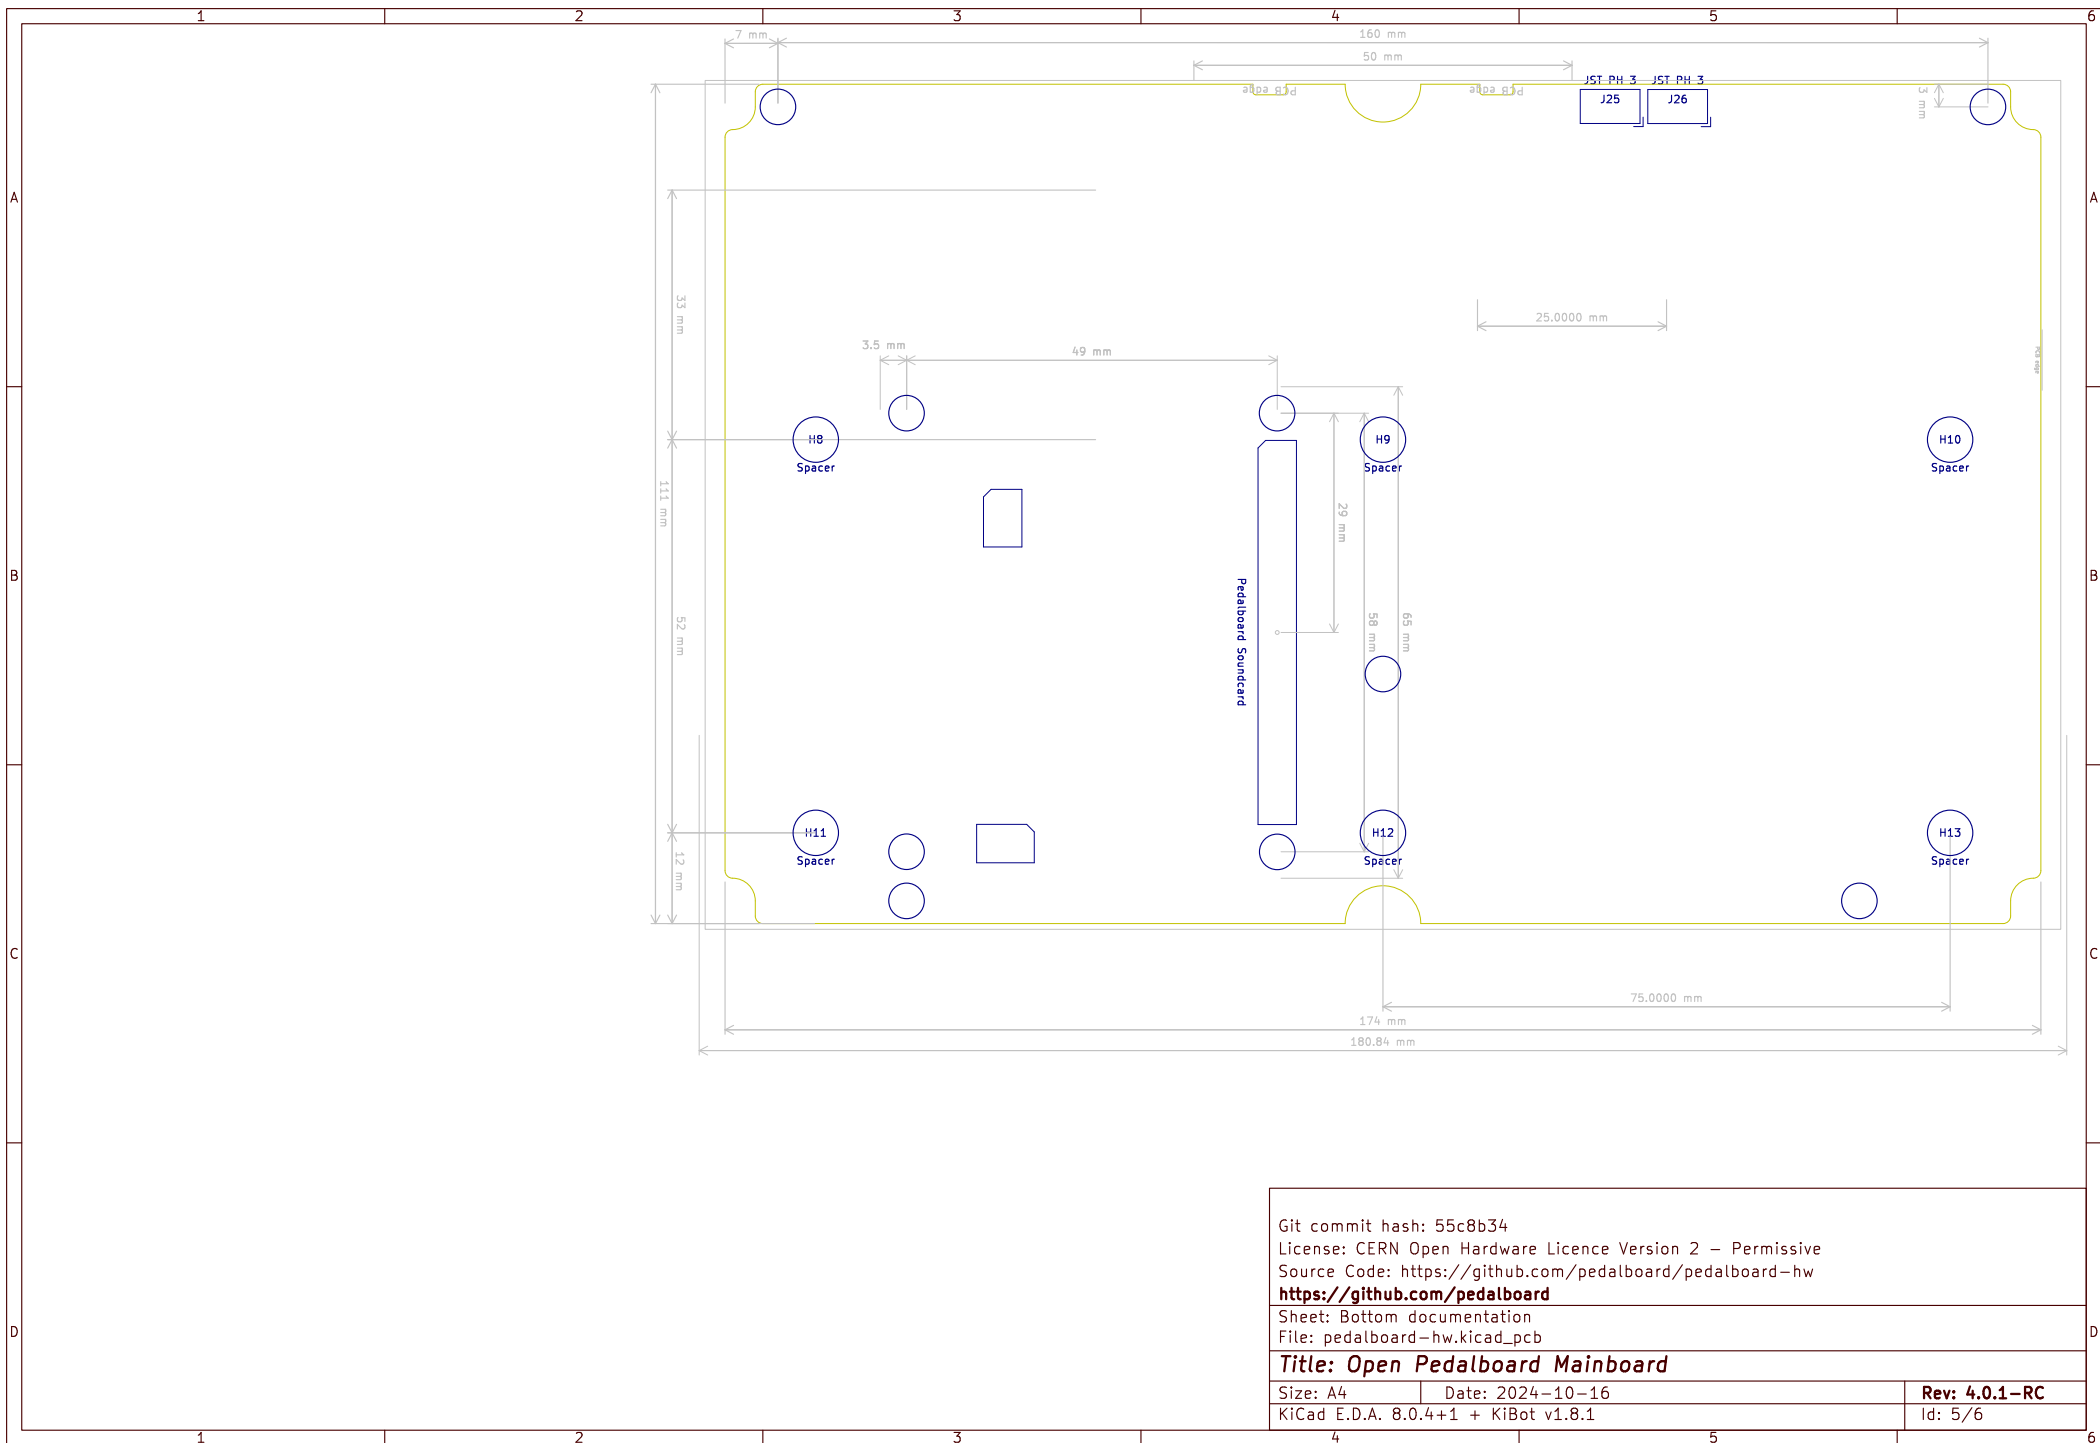 1 2 3 4 5 6
7 mm
160 mm
50 mm
JST PH 3 JST PH 3
PCB edge PCB edge
J25 J26
3 mm
A A
33 mm
25.0000 mm
3.5 mm
49 mm
PCB edge
H8 H9 H10
Spacer Spacer Spacer
111 mm
29 mm
B B
Pedalboard Soundcard
52 mm
58 mm
65 mm
H11 H12 H13
Spacer Spacer Spacer
12 mm
C C
75.0000 mm
174 mm
180.84 mm
Git commit hash: 55c8b34
License: CERN Open Hardware Licence Version 2 - Permissive
Source Code: https://github.com/pedalboard/pedalboard-hw
https://github.com/pedalboard
Sheet: Bottom documentation
File: pedalboard-hw.kicad_pcb
D D
Title: Open Pedalboard Mainboard
Size: A4 Date: 2024-10-16 Rev: 4.0.1-RC
KiCad E.D.A. 8.0.4+1 + KiBot v1.8.1 Id: 5/6
1 2 3 4 5 6